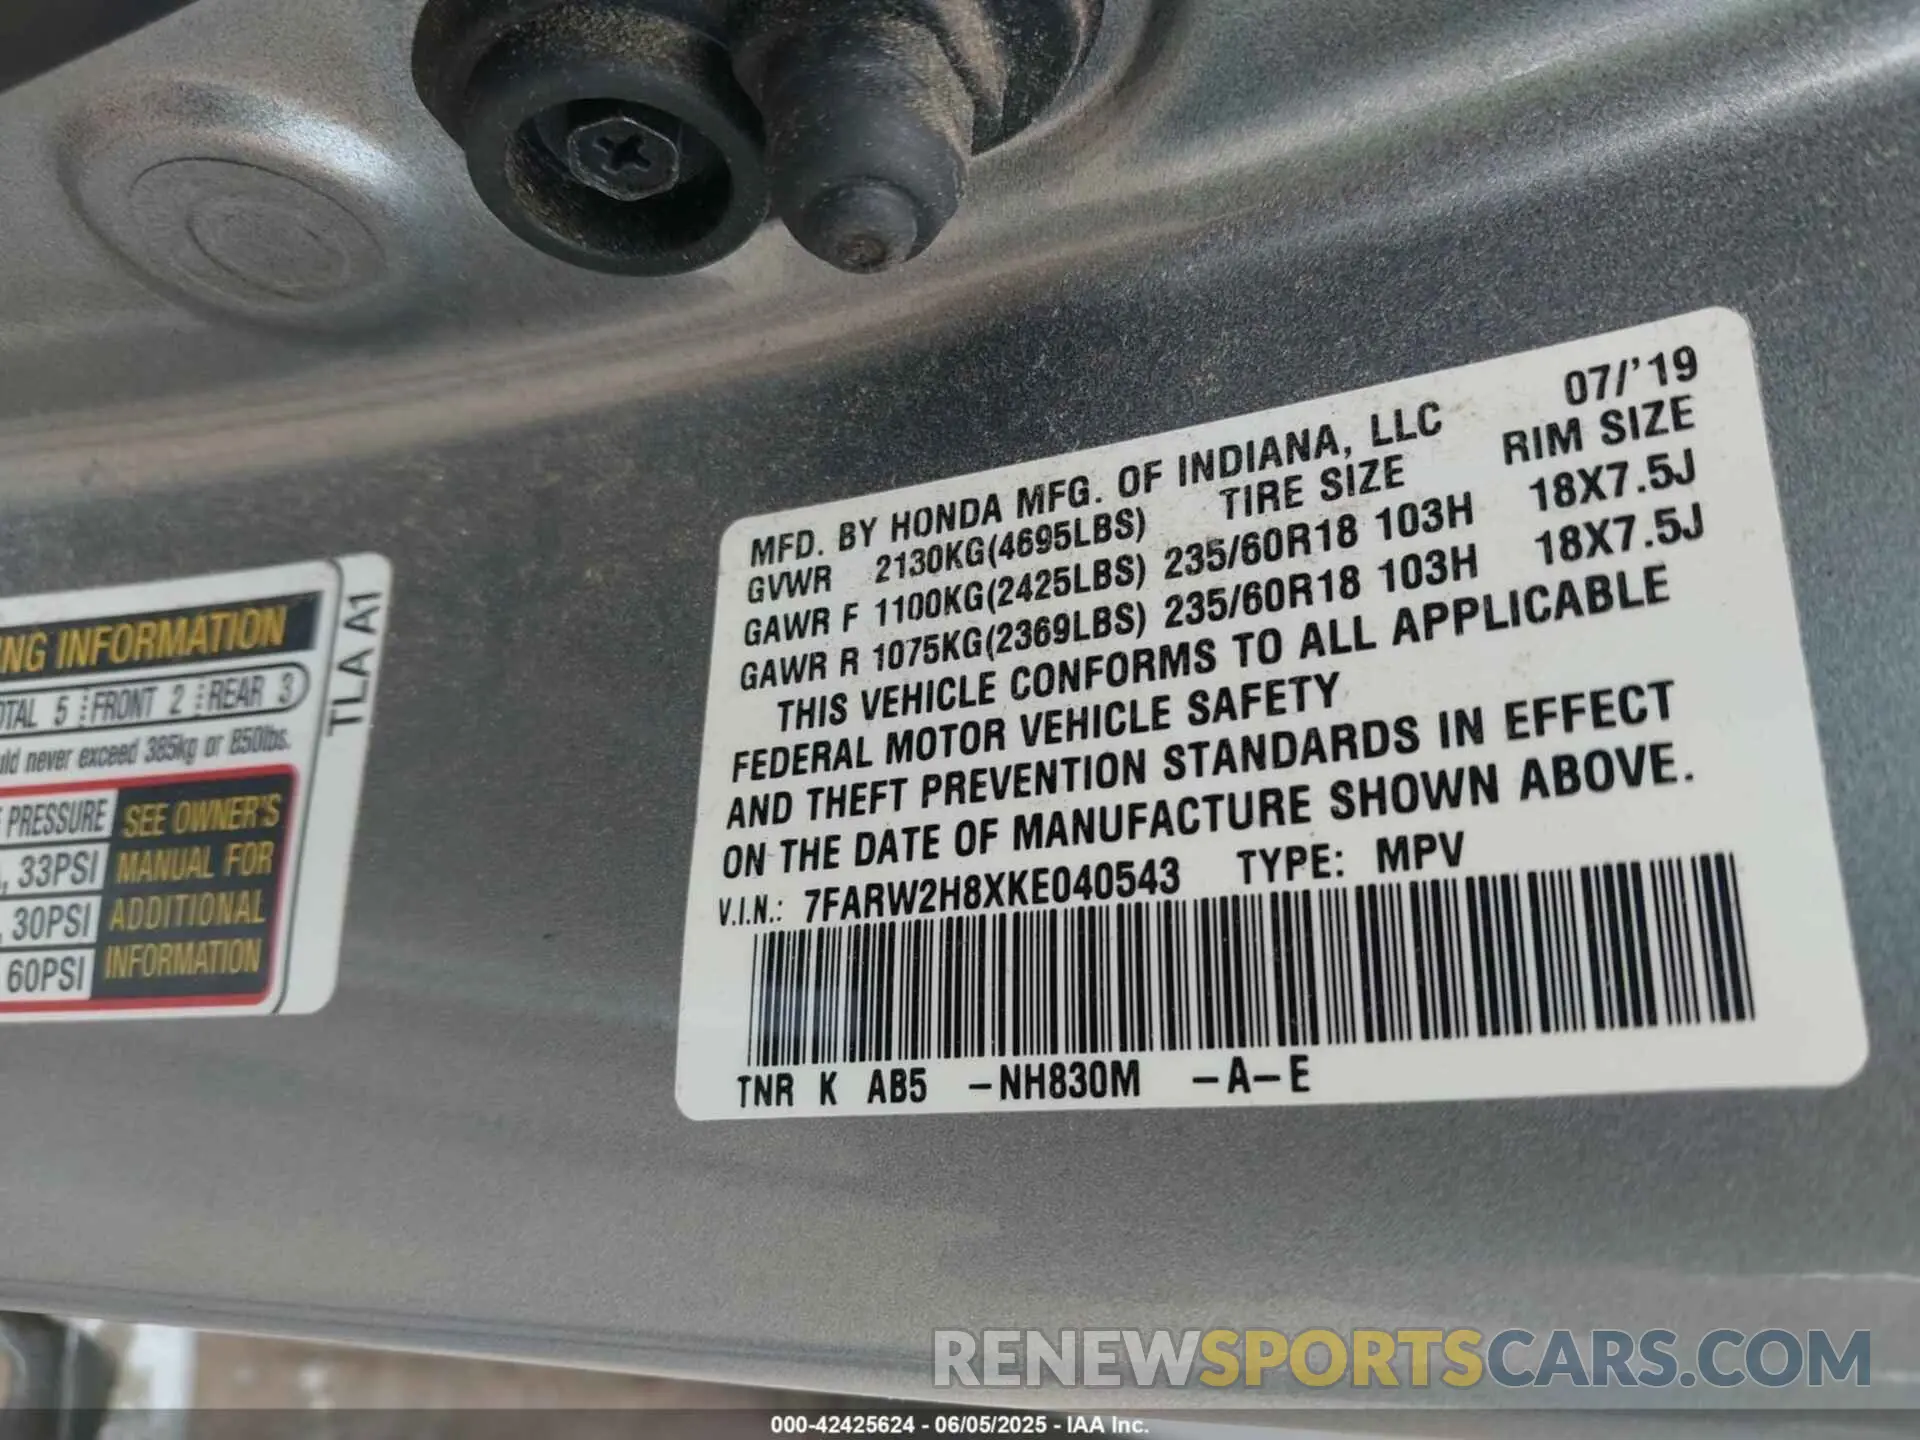 NG INFORMATION
OTAL 5 FRONT 2 REAR 3
uld never exceed 385kg or 850lbs.
PRESSURE
SEE OWNER'S
MANUAL FOR
ADDITIONAL
INFORMATION
, 33PSI
, 30PSI
60PSI
TLA A1
07/'19
MFD. BY HONDA MFG. OF INDIANA, LLC
GVWR 2130KG(4695LBS) TIRE SIZE RIM SIZE
GAWR F 1100KG(2425LBS) 235/60R18 103H 18X7.5J
GAWR R 1075KG(2369LBS) 235/60R18 103H 18X7.5J
THIS VEHICLE CONFORMS TO ALL APPLICABLE
FEDERAL MOTOR VEHICLE SAFETY
AND THEFT PREVENTION STANDARDS IN EFFECT
ON THE DATE OF MANUFACTURE SHOWN ABOVE.
V.I.N.: 7FARW2H8XKE040543 TYPE: MPV
TNR K AB5 -NH830M -A-E
RENEWSPORTSCARS.COM
000-42425624 - 06/05/2025 - IAA Inc.